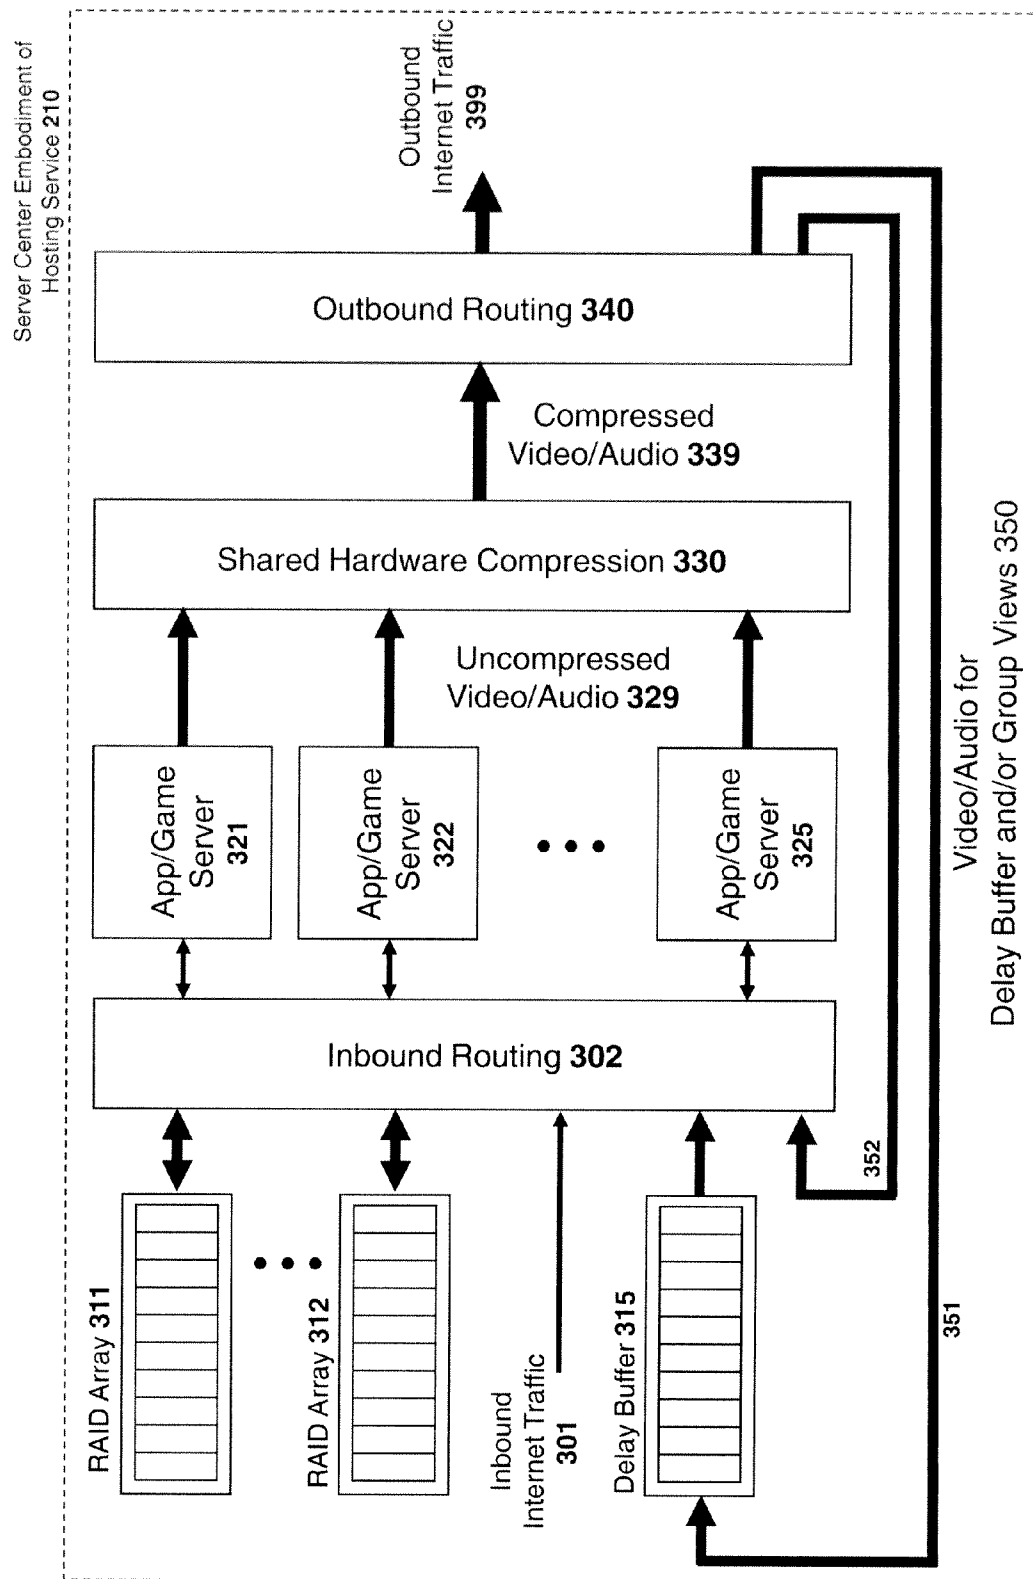 Server Center Embodiment of
Hosting Service 210
RAID Array 311
RAID Array 312
Inbound
Internet Traffic
301
Delay Buffer 315
Inbound Routing 302
App/Game
Server
321
App/Game
Server
322
App/Game
Server
325
Uncompressed
Video/Audio 329
Shared Hardware Compression 330
Compressed
Video/Audio 339
Outbound Routing 340
Outbound
Internet Traffic
399
352
351
Video/Audio for
Delay Buffer and/or Group Views 350